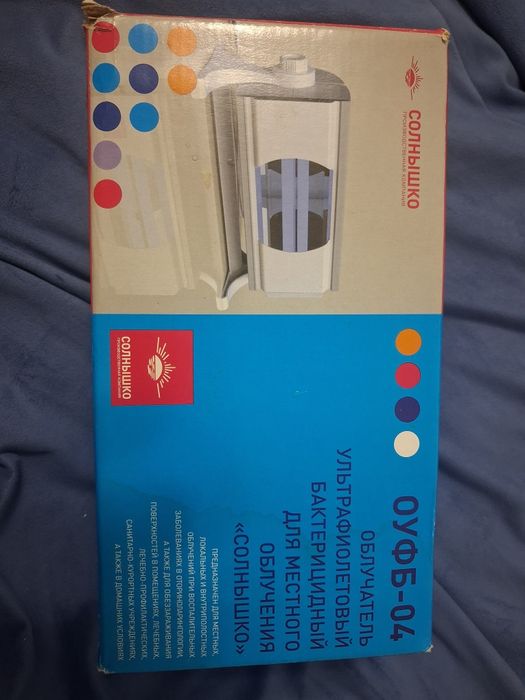 СОЛНЫШКО
ПРОИЗВОДСТВЕННАЯ КОМПАНИЯ
СОЛНЫШКО
ПРОИЗВОДСТВЕННАЯ КОМПАНИЯ
ОУФБ-04
ОБЛУЧАТЕЛЬ
УЛЬТРАФИОЛЕТОВЫЙ
БАКТЕРИЦИДНЫЙ
ДЛЯ МЕСТНОГО
ОБЛУЧЕНИЯ
«СОЛНЫШКО»
ПРЕДНАЗНАЧЕН ДЛЯ МЕСТНЫХ,
ЛОКАЛЬНЫХ И ВНУТРИПОЛОСТНЫХ
ОБЛУЧЕНИЙ ПРИ ВОСПАЛИТЕЛЬНЫХ
ЗАБОЛЕВАНИЯХ В ОТОРИНОЛАРИНГОЛОГИИ,
А ТАКЖЕ ДЛЯ ОБЕЗЗАРАЖИВАНИЯ
ПОВЕРХНОСТЕЙ В ПОМЕЩЕНИЯХ, ЛЕЧЕБНЫХ,
ЛЕЧЕБНО-ПРОФИЛАКТИЧЕСКИХ,
САНИТАРНО-КУРОРТНЫХ УЧРЕЖДЕНИЯХ,
А ТАКЖЕ В ДОМАШНИХ УСЛОВИЯХ